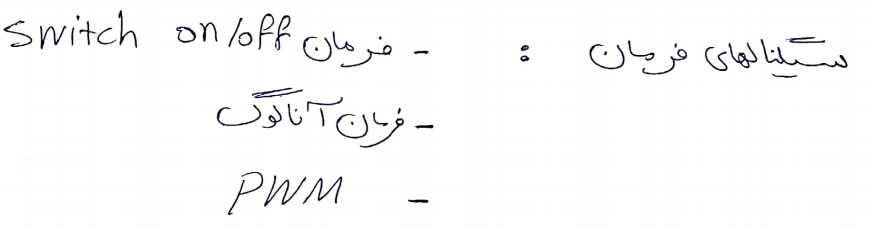 سیگنالهای فرمان : - فرمان Switch on/off
- فرمان آنالوگ
- PWM